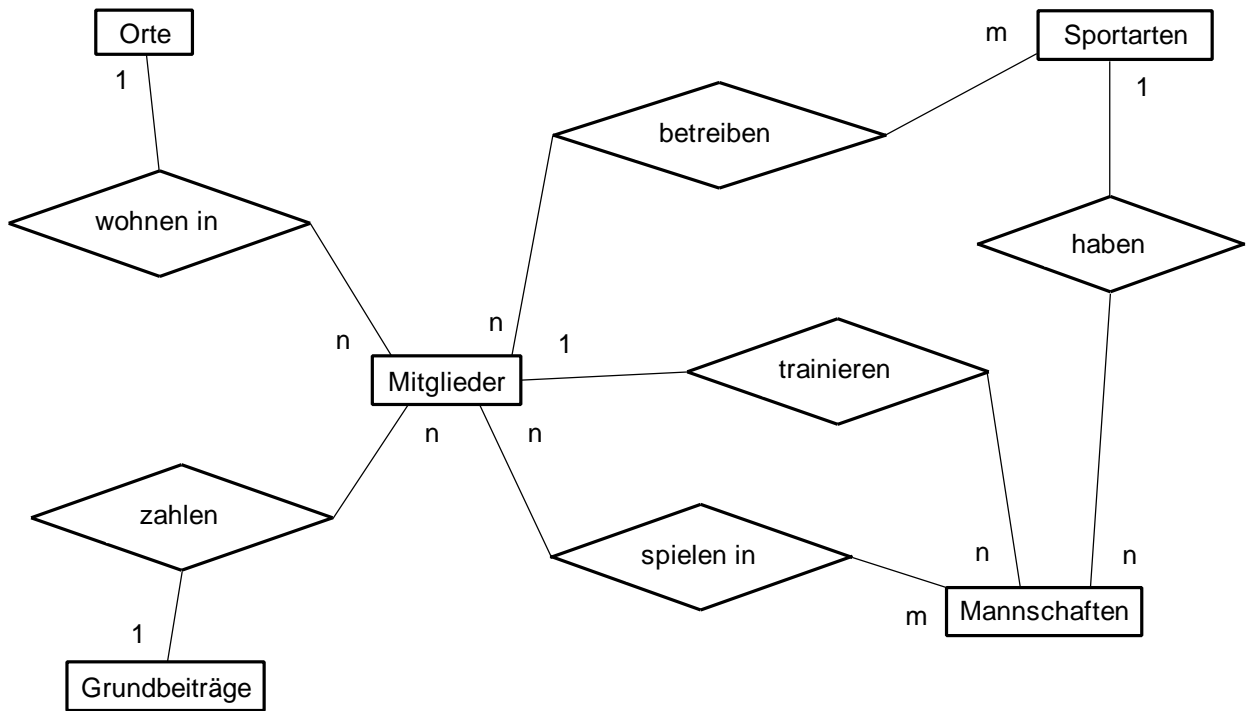 Orte
m
Sportarten
1
1
betreiben
wohnen in
haben
n
n
1
trainieren
Mitglieder
n
n
zahlen
spielen in
n
n
Mannschaften
m
1
Grundbeiträge